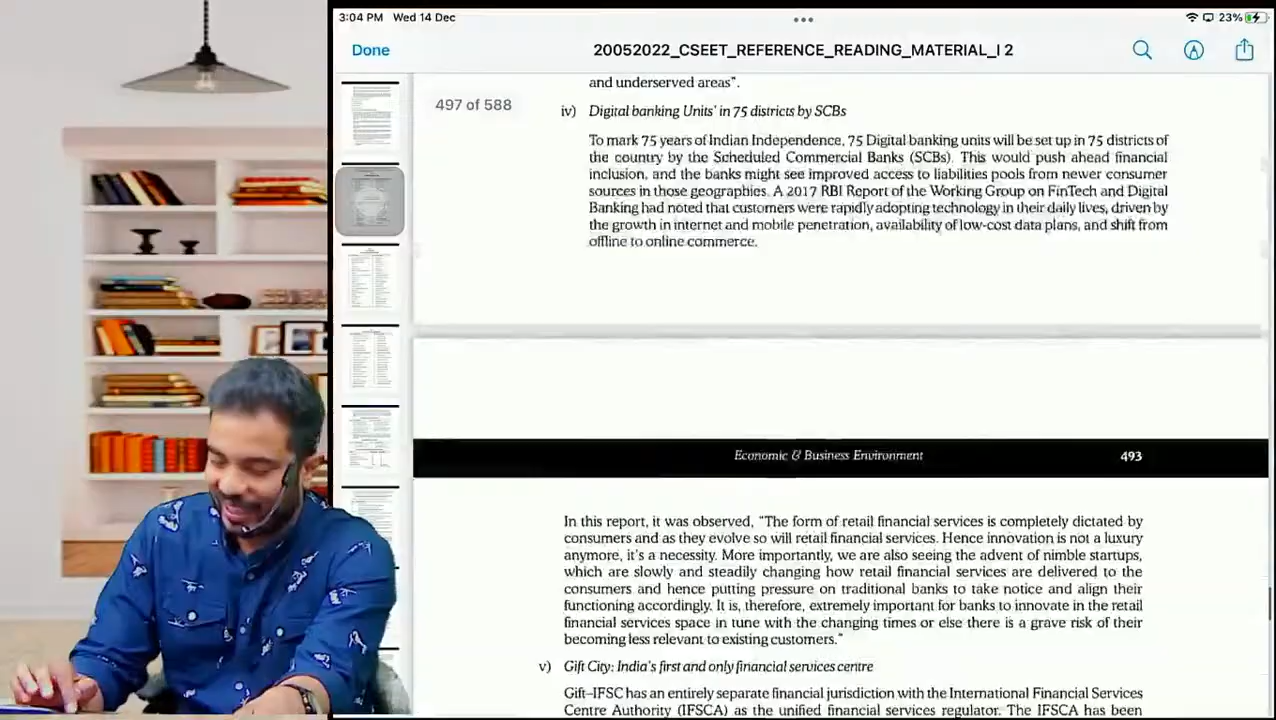 3:04 PM Wed 14 Dec
23%
Done
20052022_CSEET_REFERENCE_READING_MATERIAL_I 2
497 of 588
and underserved areas".
iv) Digital banking Units' in 75 districts by SCBs
To mark 75 years of Indian Independence, 75 Digital banking units will be set up in 75 districts of
the country by the Scheduled Commercial Banks (SCBs). This would push ahead financial
inclusion, and the banks might see improved access to liabilities pools from newer consumer
sources in those geographies. A 2017 RBI Report of the Working Group on FinTech and Digital
Banking had noted that customers were rapidly adopting technology in their daily lives, driven by
the growth in internet and mobile penetration, availability of low-cost data plans, and shift from
offline to online commerce.
Economic & Business Environment 493
In this report, it was observed, "The form of retail financial services is completely dictated by
consumers and as they evolve so will retail financial services. Hence innovation is not a luxury
anymore, it's a necessity. More importantly, we are also seeing the advent of nimble startups,
which are slowly and steadily changing how retail financial services are delivered to the
consumers and hence putting pressure on traditional banks to take notice and align their
functioning accordingly. It is, therefore, extremely important for banks to innovate in the retail
financial services space in tune with the changing times or else there is a grave risk of their
becoming less relevant to existing customers."
v) Gift City: India's first and only financial services centre
Gift–IFSC has an entirely separate financial jurisdiction with the International Financial Services
Centre Authority (IFSCA) as the unified financial services regulator. The IFSCA has been